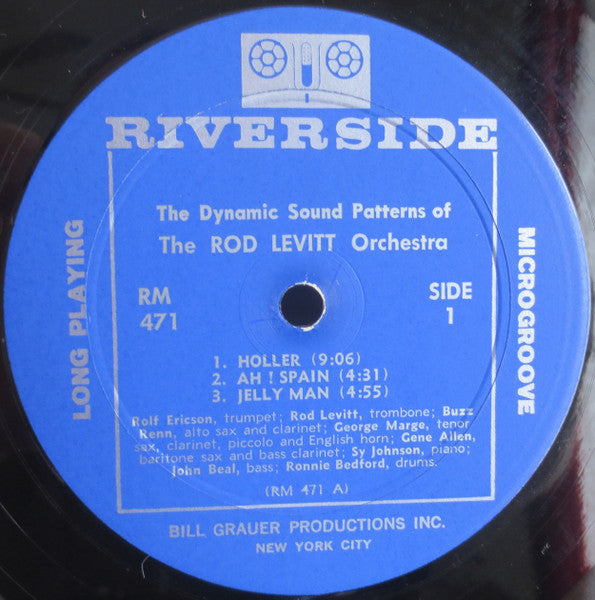 RIVERSIDE
The Dynamic Sound Patterns of
The ROD LEVITT Orchestra
LONG PLAYING
MICROGROOVE
RM
471
SIDE
1
1. HOLLER (9:06)
2. AH ! SPAIN (4:31)
3. JELLY MAN (4:55)
Rolf Ericson, trumpet; Rod Levitt, trombone; Buzz
Renn, alto sax and clarinet; George Marge, tenor
sax, clarinet, piccolo and English horn; Gene Allen,
baritone sax and bass clarinet; Sy Johnson, piano;
John Beal, bass; Ronnie Bedford, drums.
(RM 471 A)
BILL GRAUER PRODUCTIONS INC.
NEW YORK CITY